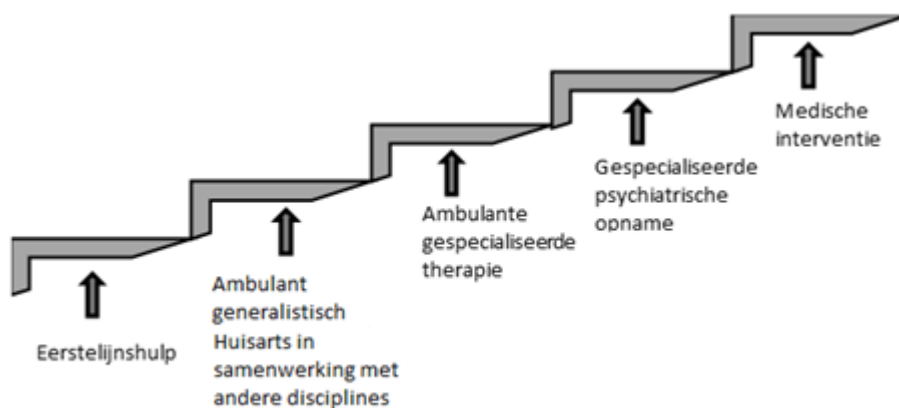 Eerstelijnshulp
Ambulant
generalistisch
Huisarts in
samenwerking met
andere disciplines
Ambulante
gespecialiseerde
therapie
Gespecialiseerde
psychiatrische
opname
Medische
interventie